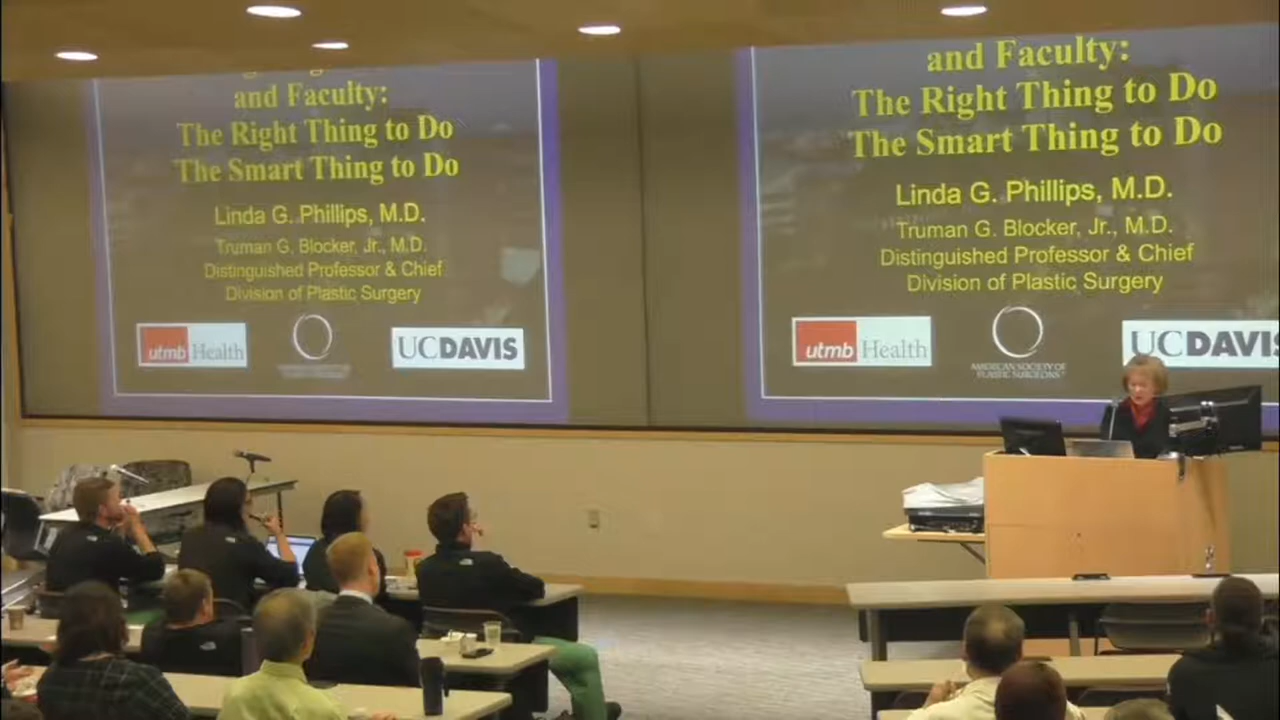 and Faculty:
The Right Thing to Do
The Smart Thing to Do
Linda G. Phillips, M.D.
Truman G. Blocker, Jr., M.D.
Distinguished Professor & Chief
Division of Plastic Surgery
utmb Health
UCDAVIS
and Faculty:
The Right Thing to Do
The Smart Thing to Do
Linda G. Phillips, M.D.
Truman G. Blocker, Jr., M.D.
Distinguished Professor & Chief
Division of Plastic Surgery
utmb Health
AMERICAN SOCIETY OF
PLASTIC SURGEONS
UCDAVIS